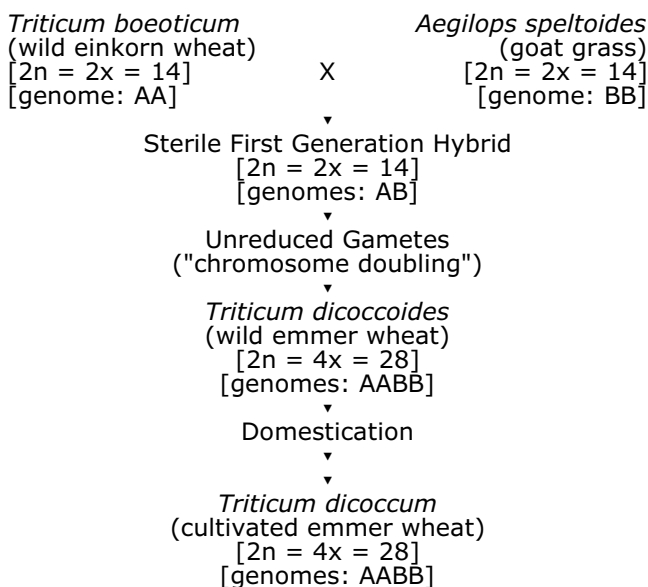 Triticum boeoticum Aegilops speltoides
(wild einkorn wheat) (goat grass)
[2n = 2x = 14] X [2n = 2x = 14]
[genome: AA] [genome: BB]
Sterile First Generation Hybrid
[2n = 2x = 14]
[genomes: AB]
Unreduced Gametes
("chromosome doubling")
Triticum dicoccoides
(wild emmer wheat)
[2n = 4x = 28]
[genomes: AABB]
Domestication
Triticum dicoccum
(cultivated emmer wheat)
[2n = 4x = 28]
[genomes: AABB]